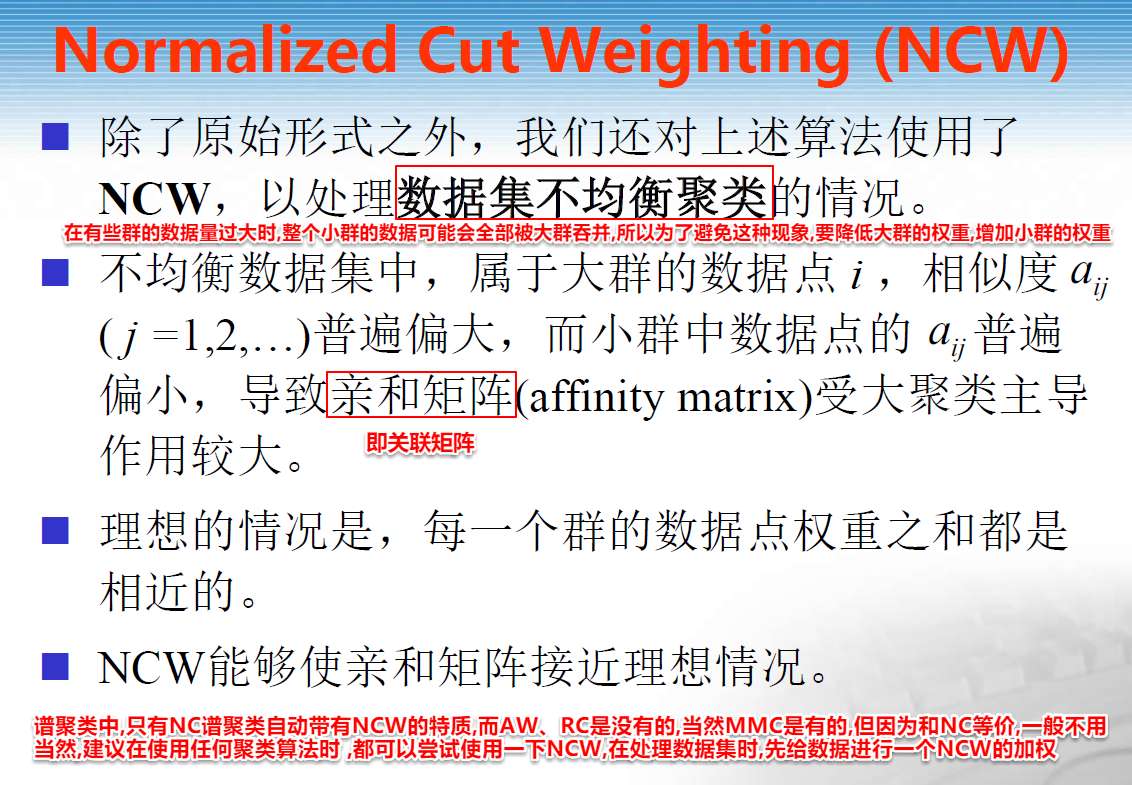 Normalized Cut Weighting (NCW)
■ 除了原始形式之外，我们还对上述算法使用了
NCW，以处理数据集不均衡聚类的情况。
在有些群的数据量过大时,整个小群的数据可能会全部被大群吞并,所以为了避免这种现象,要降低大群的权重,增加小群的权重
■ 不均衡数据集中，属于大群的数据点 i ，相似度 a_ij
( j =1,2,…)普遍偏大，而小群中数据点的 a_ij 普遍
偏小，导致亲和矩阵(affinity matrix)受大聚类主导
即关联矩阵
作用较大。
■ 理想的情况是，每一个群的数据点权重之和都是
相近的。
■ NCW能够使亲和矩阵接近理想情况。
谱聚类中,只有NC谱聚类自动带有NCW的特质,而AW、RC是没有的,当然MMC是有的,但因为和NC等价,一般不用
当然,建议在使用任何聚类算法时 ,都可以尝试使用一下NCW,在处理数据集时,先给数据进行一个NCW的加权